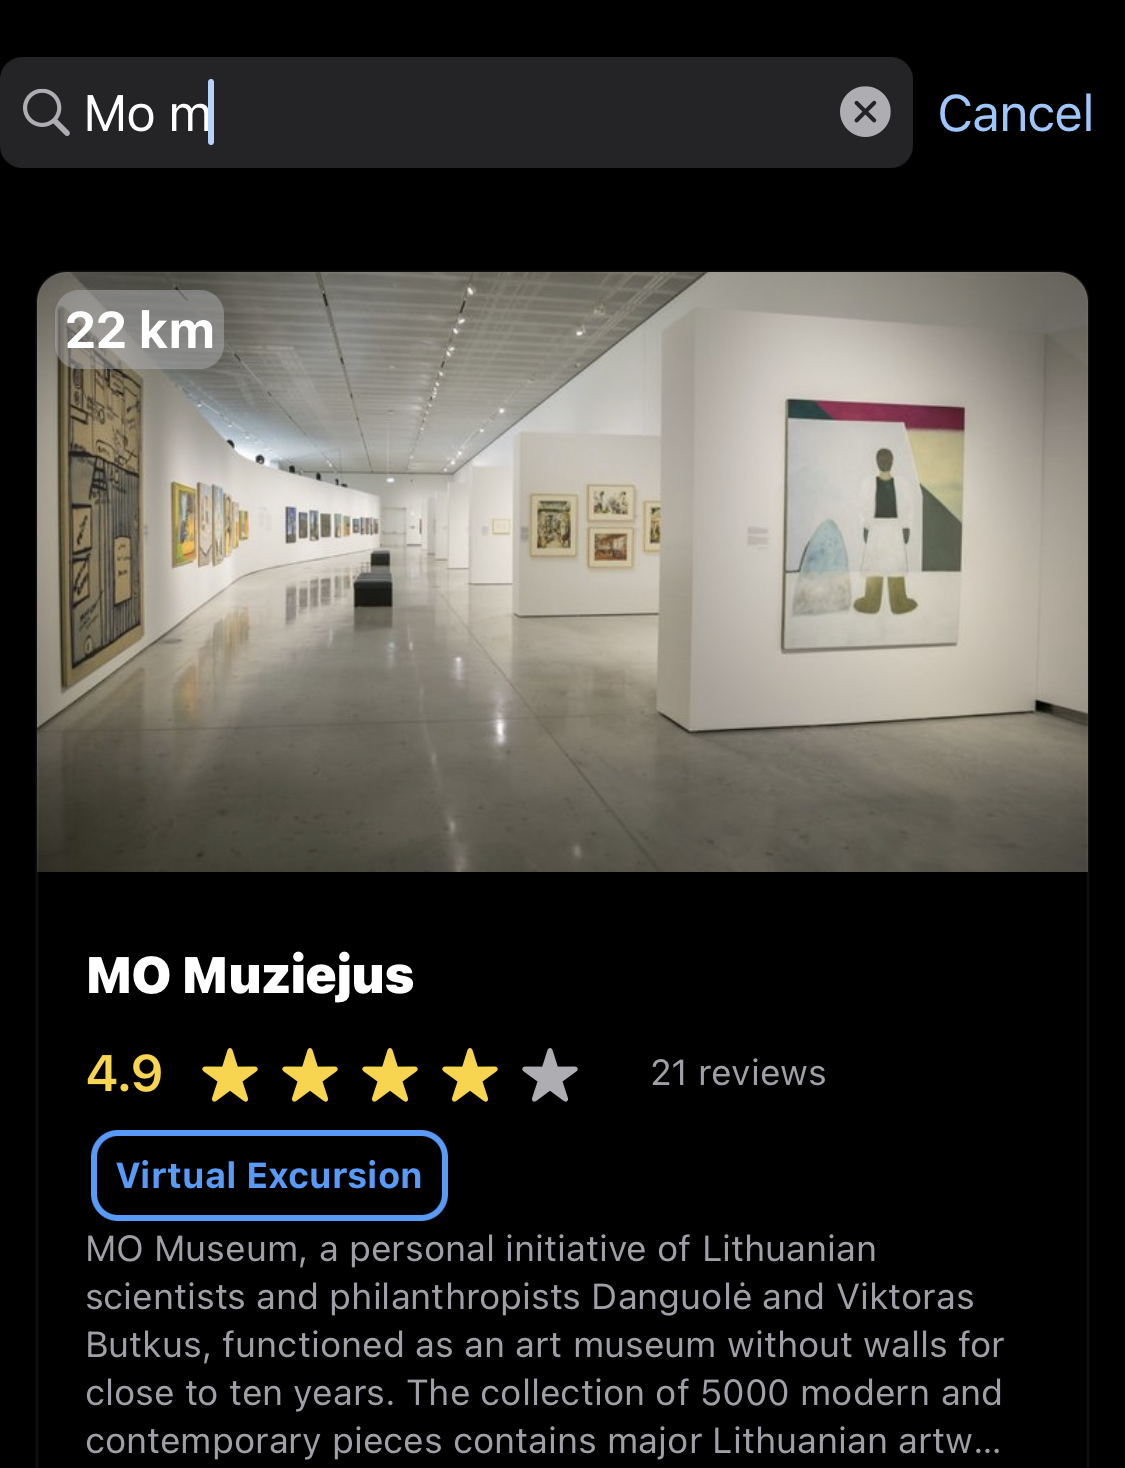 Mo m
Cancel
22 km
MO Muziejus
4.9
21 reviews
Virtual Excursion
MO Museum, a personal initiative of Lithuanian
scientists and philanthropists Danguolė and Viktoras
Butkus, functioned as an art museum without walls for
close to ten years. The collection of 5000 modern and
contemporary pieces contains major Lithuanian artw...